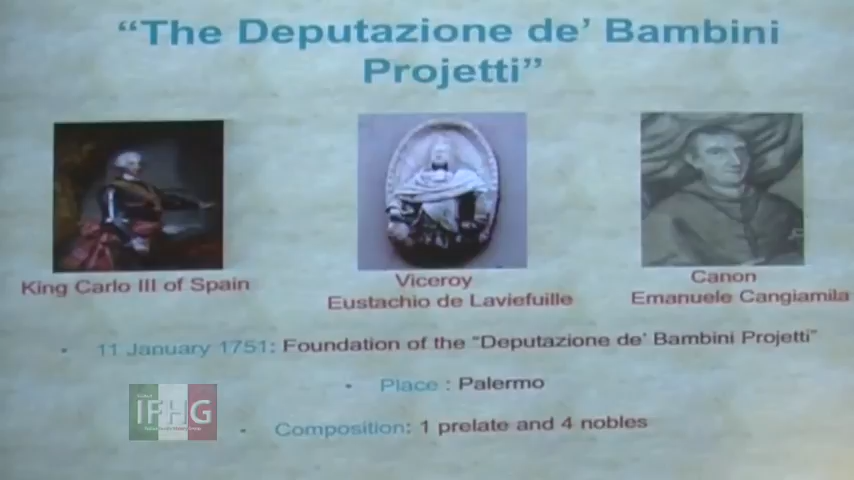 “The Deputazione de’ Bambini
Projetti”
King Carlo III of Spain
Viceroy
Eustachio de Laviefuille
Canon
Emanuele Cangiamila
• 11 January 1751: Foundation of the “Deputazione de’ Bambini Projetti”
• Place : Palermo
• Composition: 1 prelate and 4 nobles
IFHG